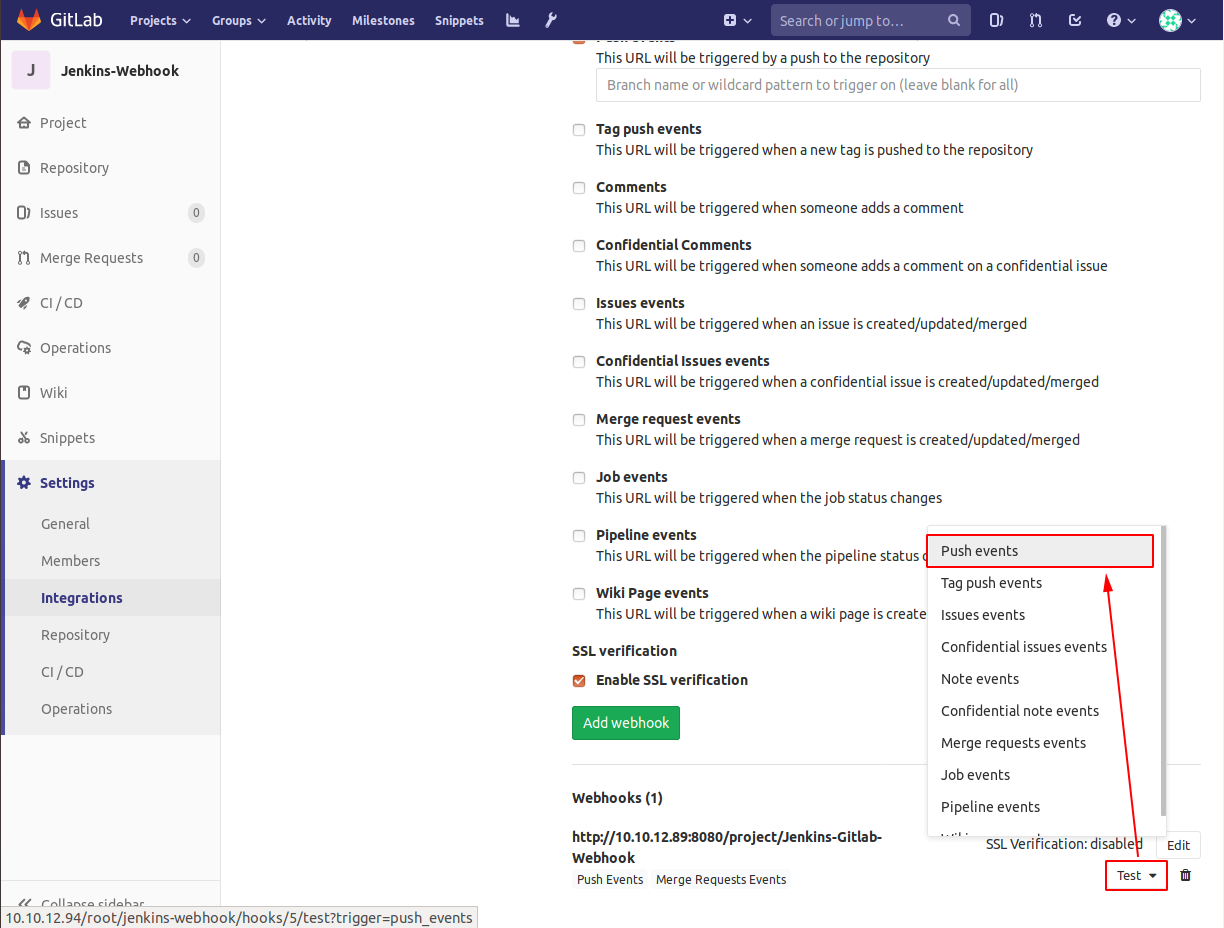 GitLab Projects Groups Activity Milestones Snippets Search or jump to...
J Jenkins-Webhook
Project
Repository
Issues 0
Merge Requests 0
CI / CD
Operations
Wiki
Snippets
Settings
General
Members
Integrations
Repository
CI / CD
Operations
Collapse sidebar
10.10.12.94/root/jenkins-webhook/hooks/5/test?trigger=push_events
Push events
This URL will be triggered by a push to the repository
Branch name or wildcard pattern to trigger on (leave blank for all)
Tag push events
This URL will be triggered when a new tag is pushed to the repository
Comments
This URL will be triggered when someone adds a comment
Confidential Comments
This URL will be triggered when someone adds a comment on a confidential issue
Issues events
This URL will be triggered when an issue is created/updated/merged
Confidential Issues events
This URL will be triggered when a confidential issue is created/updated/merged
Merge request events
This URL will be triggered when a merge request is created/updated/merged
Job events
This URL will be triggered when the job status changes
Pipeline events
This URL will be triggered when the pipeline status
Wiki Page events
This URL will be triggered when a wiki page is create
SSL verification
Enable SSL verification
Add webhook
Webhooks (1)
http://10.10.12.89:8080/project/Jenkins-Gitlab-
Webhook
Push Events Merge Requests Events
Push events
Tag push events
Issues events
Confidential issues events
Note events
Confidential note events
Merge requests events
Job events
Pipeline events
SSL Verification: disabled Edit
Test